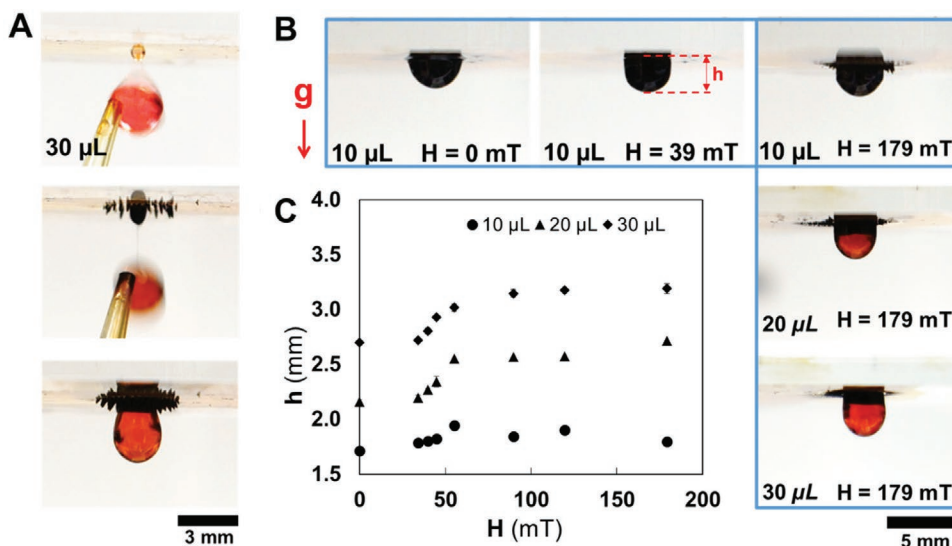 A
30 µL
3 mm
B
g
h
10 µL H = 0 mT
10 µL H = 39 mT
10 µL H = 179 mT
20 µL H = 179 mT
30 µL H = 179 mT
5 mm
C
4.0
3.5
3.0
2.5
2.0
1.5
h (mm)
10 µL 20 µL 30 µL
0 50 100 150 200
H (mT)